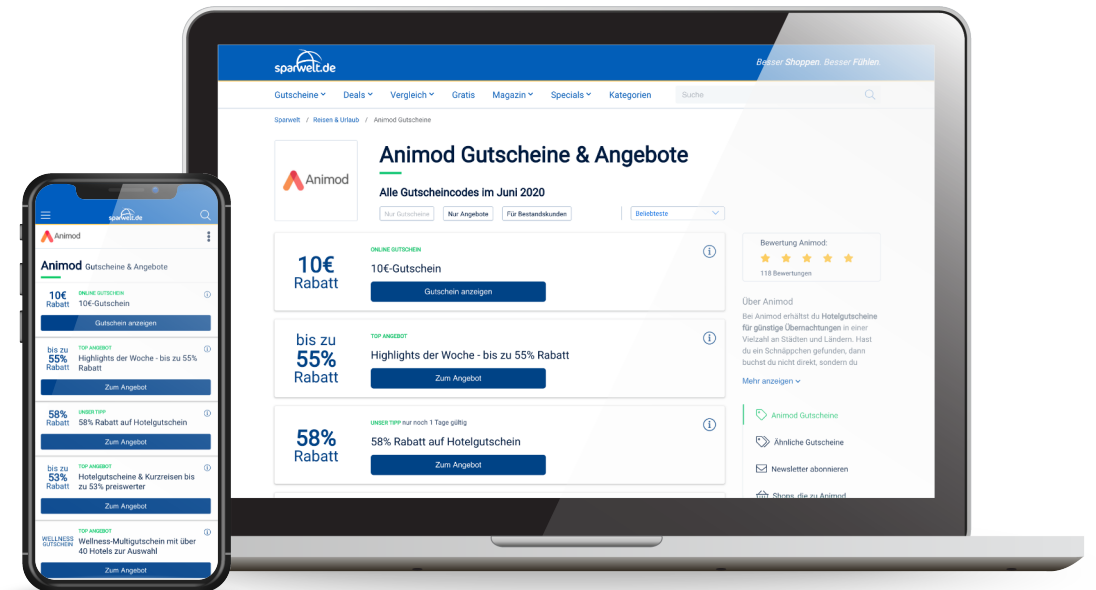 sparwelt.de
Besser Shoppen. Besser Fühlen.
Gutscheine Deals Vergleich Gratis Magazin Specials Kategorien Suche
Sparwelt / Reisen & Urlaub / Animod Gutscheine
Animod
Animod Gutscheine & Angebote
Alle Gutscheincodes im Juni 2020
Nur Gutscheine Nur Angebote Für Bestandskunden Beliebteste
10€
Rabatt
ONLINE GUTSCHEIN
10€-Gutschein
Gutschein anzeigen
bis zu
55%
Rabatt
TOP ANGEBOT
Highlights der Woche - bis zu 55% Rabatt
Zum Angebot
58%
Rabatt
UNSER TIPP nur noch 1 Tage gültig
58% Rabatt auf Hotelgutschein
Zum Angebot
Bewertung Animod:
118 Bewertungen
Über Animod
Bei Animod erhältst du Hotelgutscheine
für günstige Übernachtungen in einer
Vielzahl an Städten und Ländern. Hast
du ein Schnäppchen gefunden, dann
buchst du nicht direkt, sondern du
Mehr anzeigen
Animod Gutscheine
Ähnliche Gutscheine
Newsletter abonnieren
Shops, die zu Animod
sparwelt.de
Animod
Animod Gutscheine & Angebote
10€
Rabatt
ONLINE GUTSCHEIN
10€-Gutschein
Gutschein anzeigen
bis zu
55%
Rabatt
TOP ANGEBOT
Highlights der Woche - bis zu 55%
Rabatt
Zum Angebot
58%
Rabatt
UNSER TIPP
58% Rabatt auf Hotelgutschein
Zum Angebot
bis zu
53%
Rabatt
TOP ANGEBOT
Hotelgutscheine & Kurzreisen bis
zu 53% preiswerter
Zum Angebot
WELLNESS
GUTSCHEIN
TOP ANGEBOT
Wellness-Multigutschein mit über
40 Hotels zur Auswahl
Zum Angebot